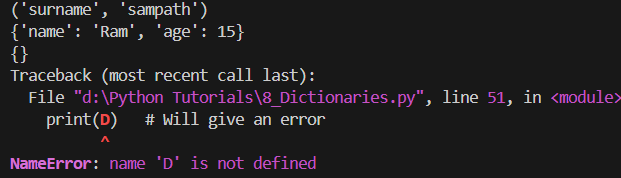 ('surname', 'sampath')
{'name': 'Ram', 'age': 15}
{}
Traceback (most recent call last):
  File "d:\Python Tutorials\8_Dictionaries.py", line 51, in <module>
    print(D)   # Will give an error
          ^
NameError: name 'D' is not defined